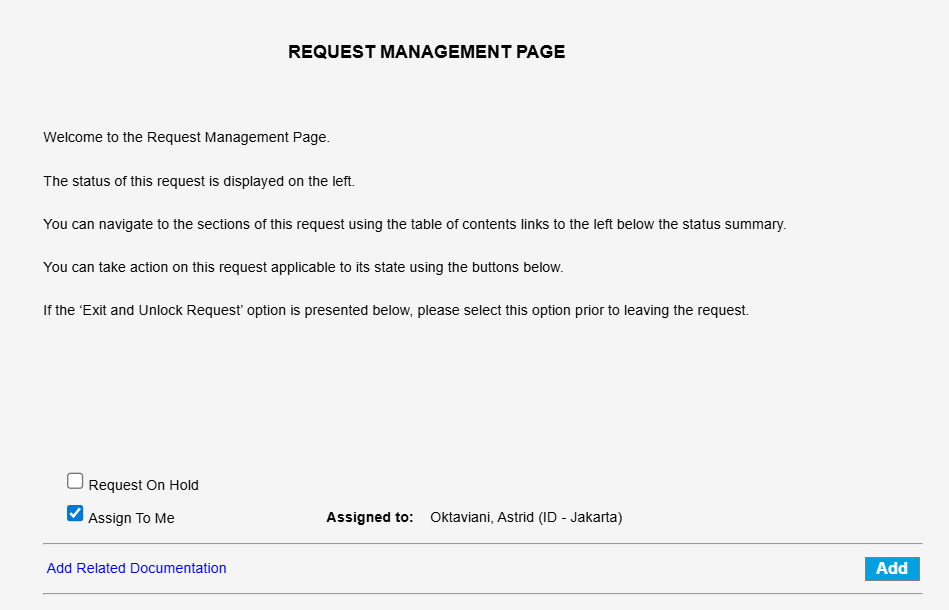 REQUEST MANAGEMENT PAGE
Welcome to the Request Management Page.
The status of this request is displayed on the left.
You can navigate to the sections of this request using the table of contents links to the left below the status summary.
You can take action on this request applicable to its state using the buttons below.
If the ‘Exit and Unlock Request’ option is presented below, please select this option prior to leaving the request.
Request On Hold
Assign To Me Assigned to: Oktaviani, Astrid (ID - Jakarta)
Add Related Documentation Add